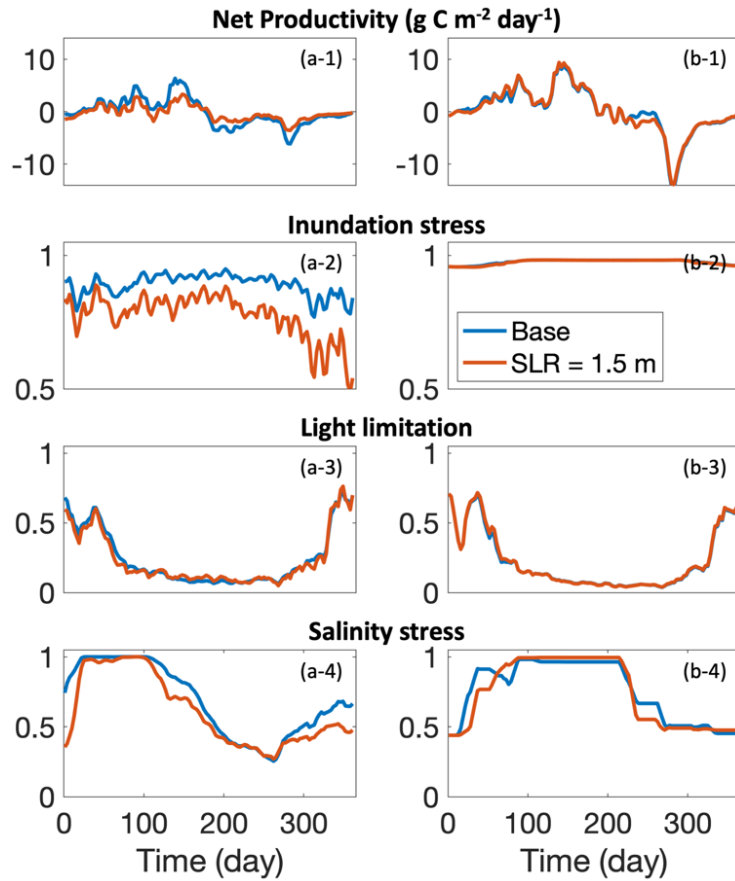 Net Productivity (g C m⁻² day⁻¹)
(a-1)
10
0
-10
(b-1)
10
0
-10
Inundation stress
(a-2)
1
0.5
(b-2)
1
0.5
Base
SLR = 1.5 m
Light limitation
(a-3)
1
0.5
0
(b-3)
1
0.5
0
Salinity stress
(a-4)
1
0.5
0
(b-4)
1
0.5
0
0 100 200 300
0 100 200 300
Time (day)
Time (day)